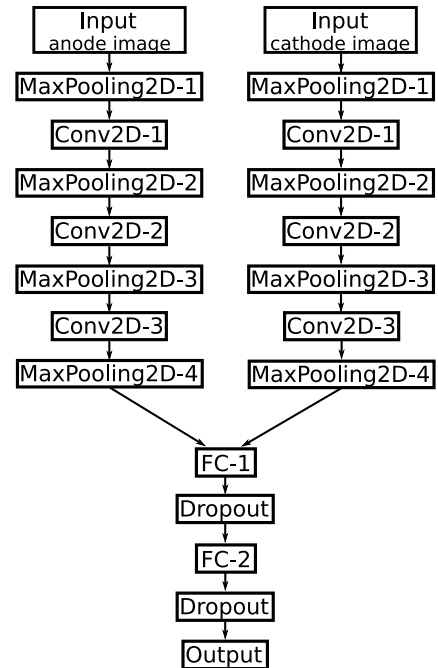 Input
anode image
MaxPooling2D-1
Conv2D-1
MaxPooling2D-2
Conv2D-2
MaxPooling2D-3
Conv2D-3
MaxPooling2D-4
Input
cathode image
MaxPooling2D-1
Conv2D-1
MaxPooling2D-2
Conv2D-2
MaxPooling2D-3
Conv2D-3
MaxPooling2D-4
FC-1
Dropout
FC-2
Dropout
Output